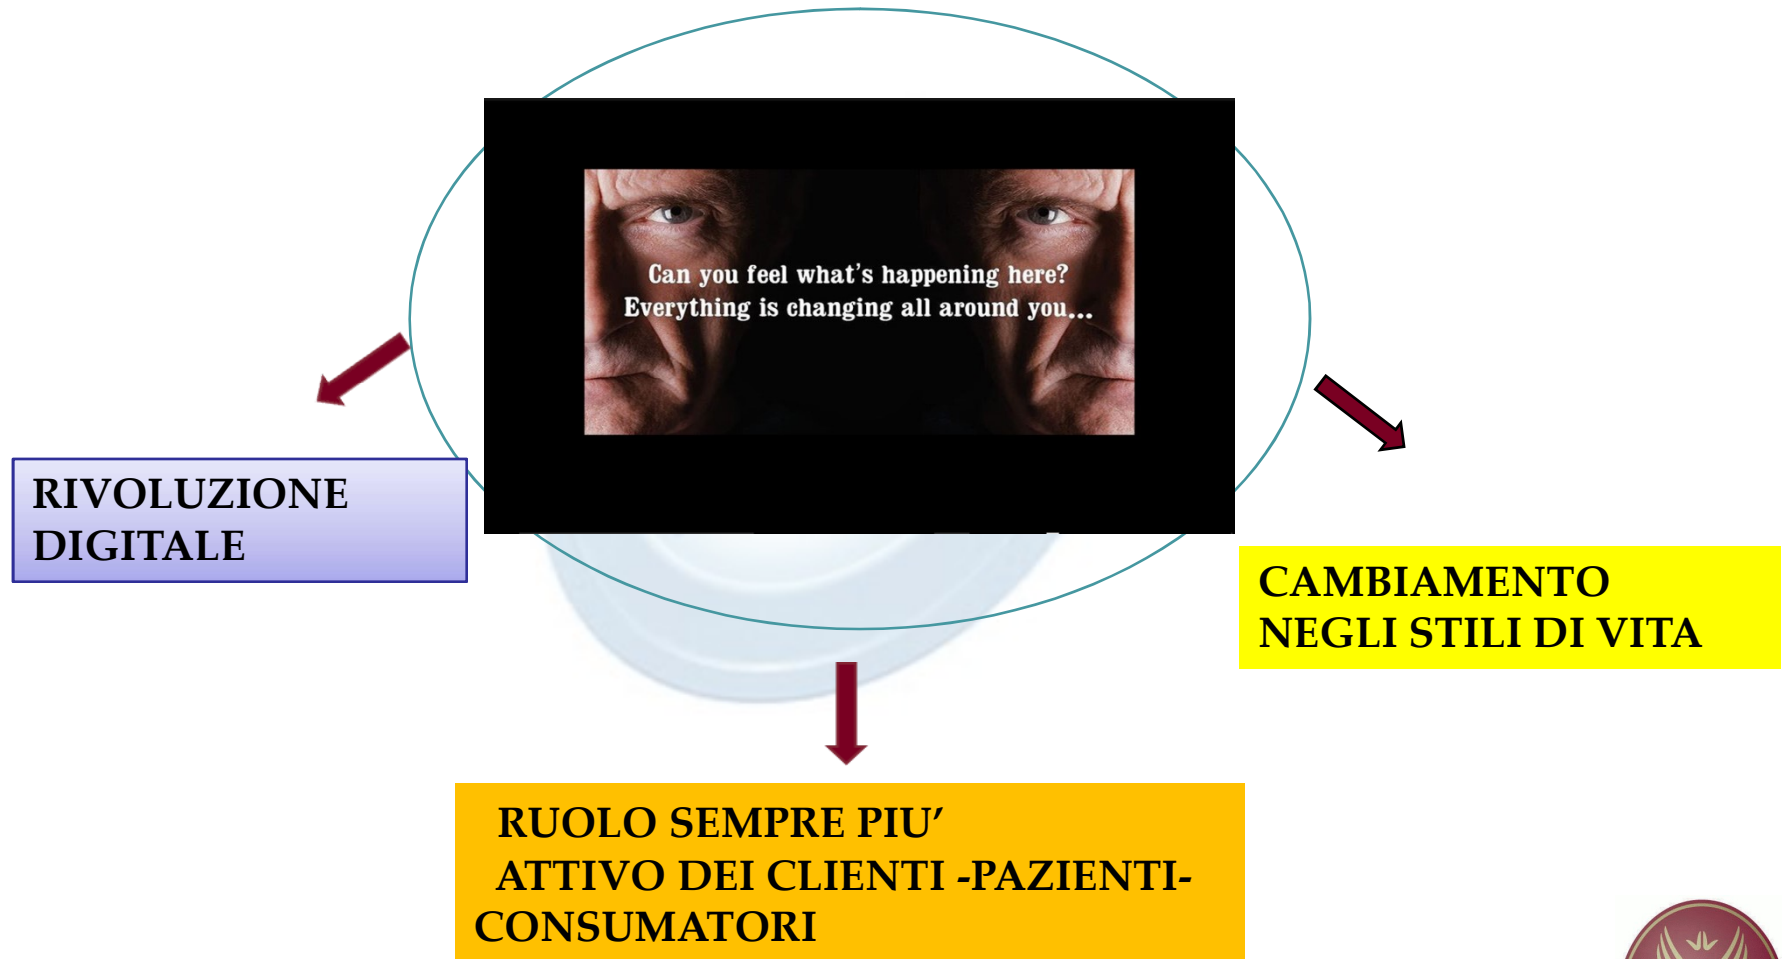 Can you feel what's happening here?
Everything is changing all around you...
RIVOLUZIONE
DIGITALE
CAMBIAMENTO
NEGLI STILI DI VITA
RUOLO SEMPRE PIU’
ATTIVO DEI CLIENTI -PAZIENTI-
CONSUMATORI